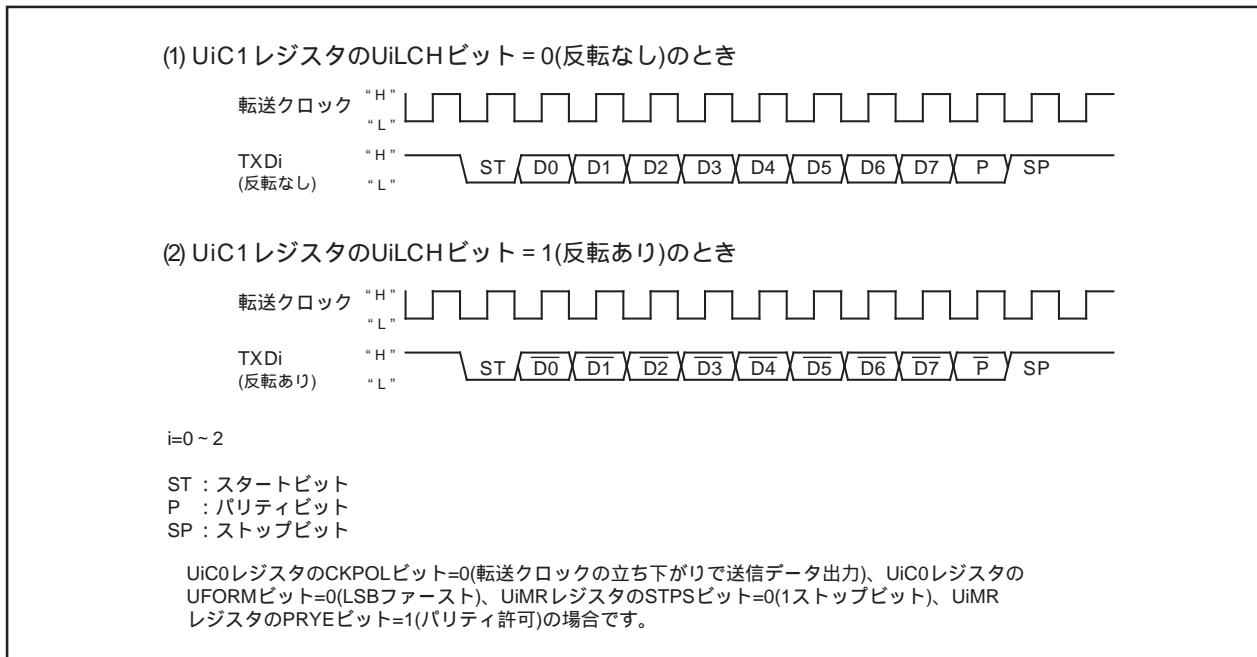 (1) UiC1レジスタのUiLCHビット = 0(反転なし)のとき
転送クロック
“ H ”
“ L ”
TXDi
(反転なし)
“ H ”
“ L ”
ST D0 D1 D2 D3 D4 D5 D6 D7 P SP
(2) UiC1レジスタのUiLCHビット = 1(反転あり)のとき
転送クロック
“ H ”
“ L ”
TXDi
(反転あり)
“ H ”
“ L ”
ST D̅0̅ D̅1̅ D̅2̅ D̅3̅ D̅4̅ D̅5̅ D̅6̅ D̅7̅ P̅ SP
i=0 ~ 2
ST : スタートビット
P : パリティビット
SP : ストップビット
UiC0レジスタのCKPOLビット=0(転送クロックの立ち下がりで送信データ出力)、UiC0レジスタの
UFORMビット=0(LSBファースト)、UiMRレジスタのSTPSビット=0(1ストップビット)、UiMR
レジスタのPRYEビット=1(パリティ許可)の場合です。